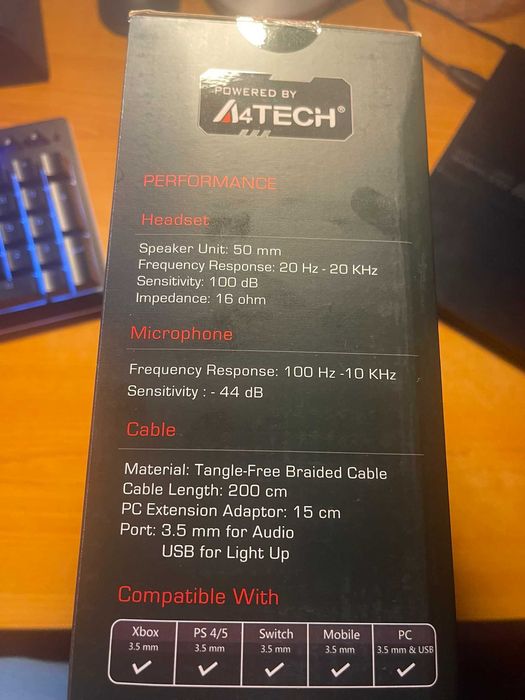 POWERED BY
A4TECH®
PERFORMANCE
Headset
Speaker Unit: 50 mm
Frequency Response: 20 Hz - 20 KHz
Sensitivity: 100 dB
Impedance: 16 ohm
Microphone
Frequency Response: 100 Hz -10 KHz
Sensitivity : - 44 dB
Cable
Material: Tangle-Free Braided Cable
Cable Length: 200 cm
PC Extension Adaptor: 15 cm
Port: 3.5 mm for Audio
USB for Light Up
Compatible With
Xbox PS 4/5 Switch Mobile PC
3.5 mm 3.5 mm 3.5 mm 3.5 mm 3.5 mm & USB